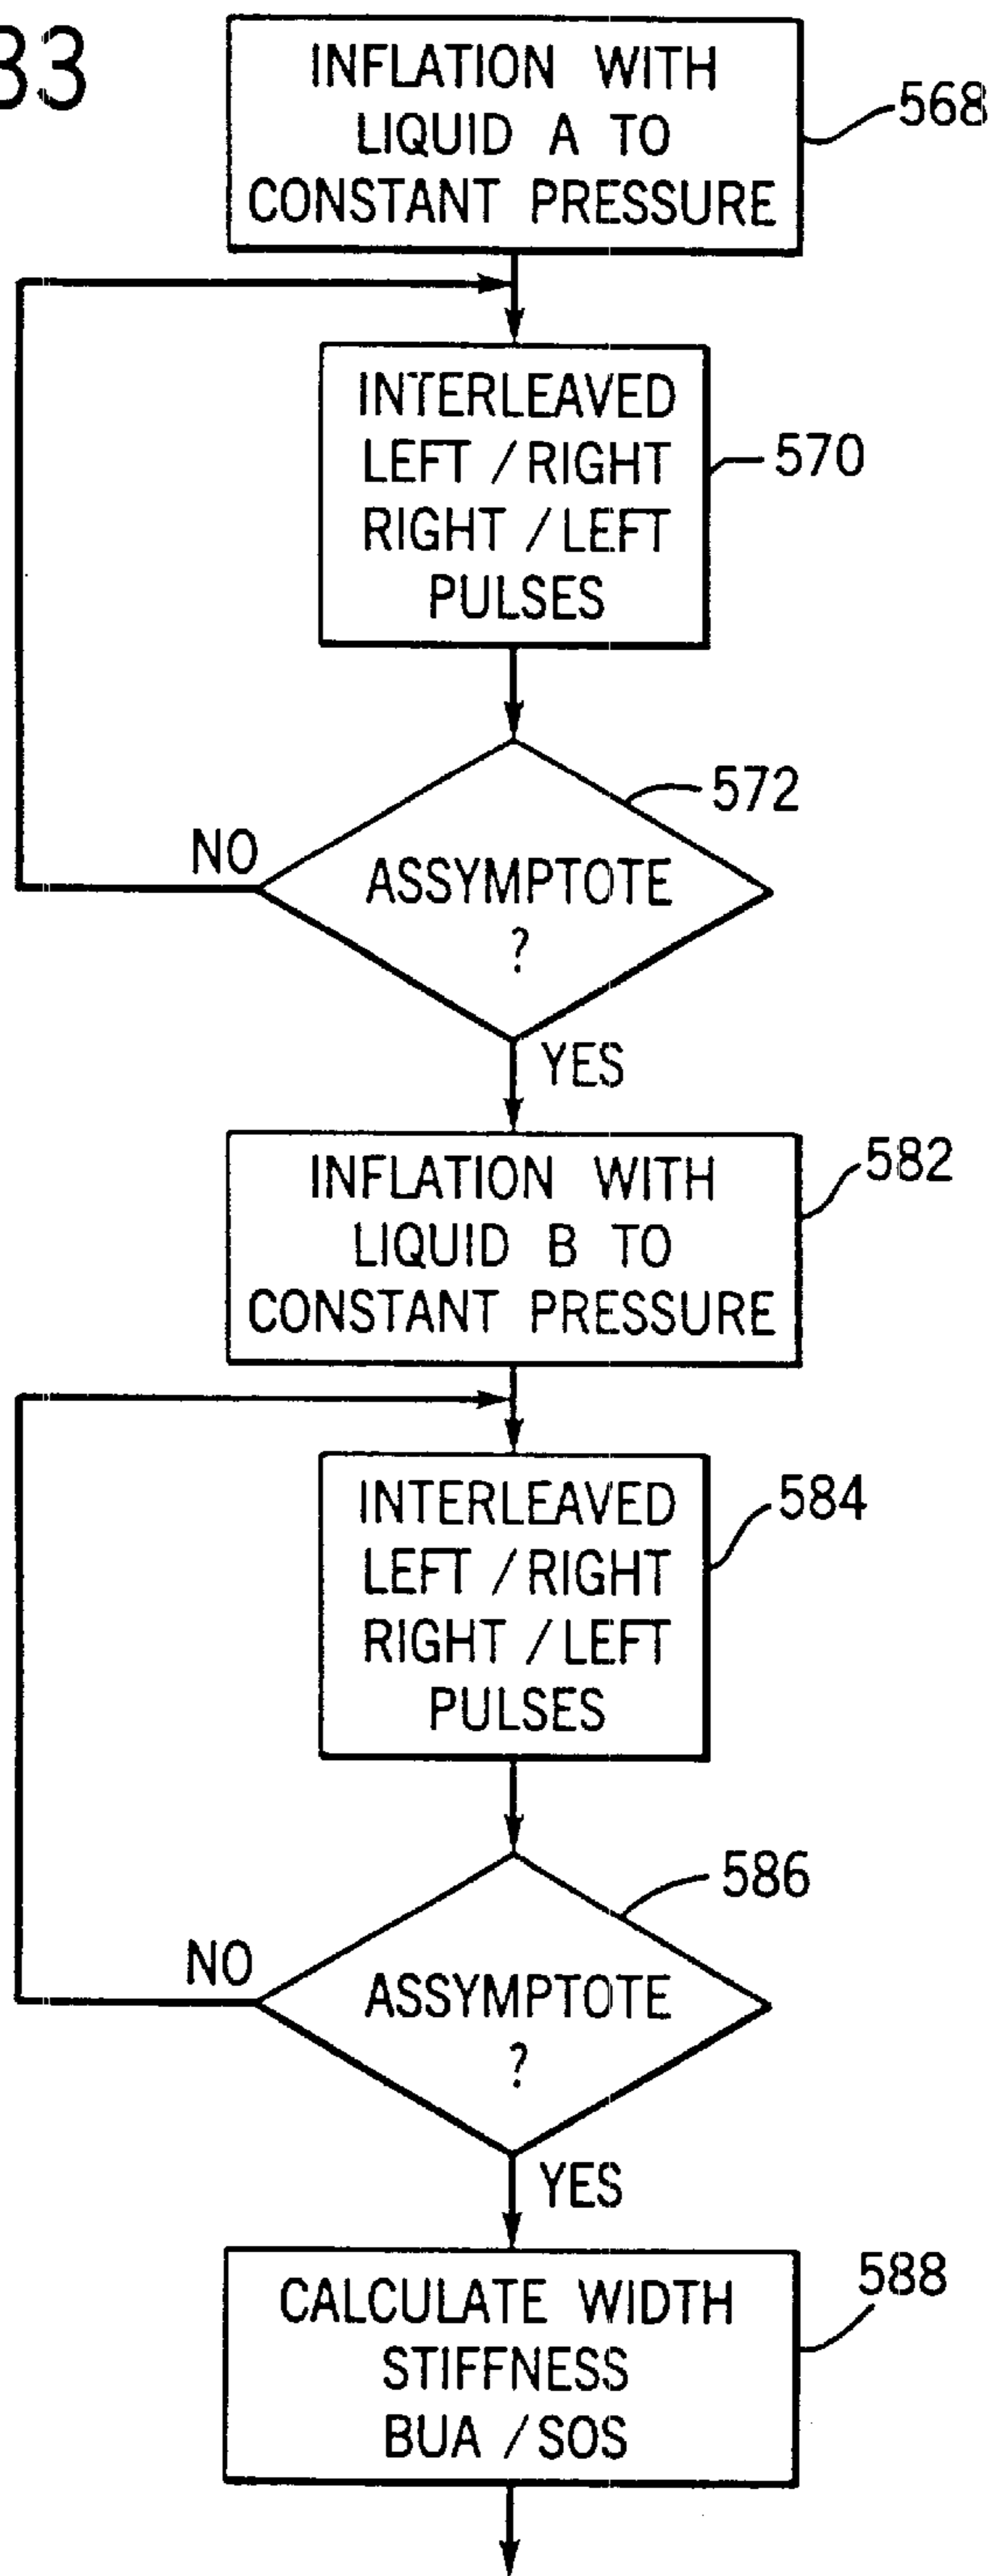 33
INFLATION WITH
LIQUID A TO
CONSTANT PRESSURE
568
INTERLEAVED
LEFT / RIGHT
RIGHT / LEFT
PULSES
570
572
ASSYMPTOTE
?
NO
YES
INFLATION WITH
LIQUID B TO
CONSTANT PRESSURE
582
INTERLEAVED
LEFT / RIGHT
RIGHT / LEFT
PULSES
584
586
ASSYMPTOTE
?
NO
YES
CALCULATE WIDTH
STIFFNESS
BUA / SOS
588